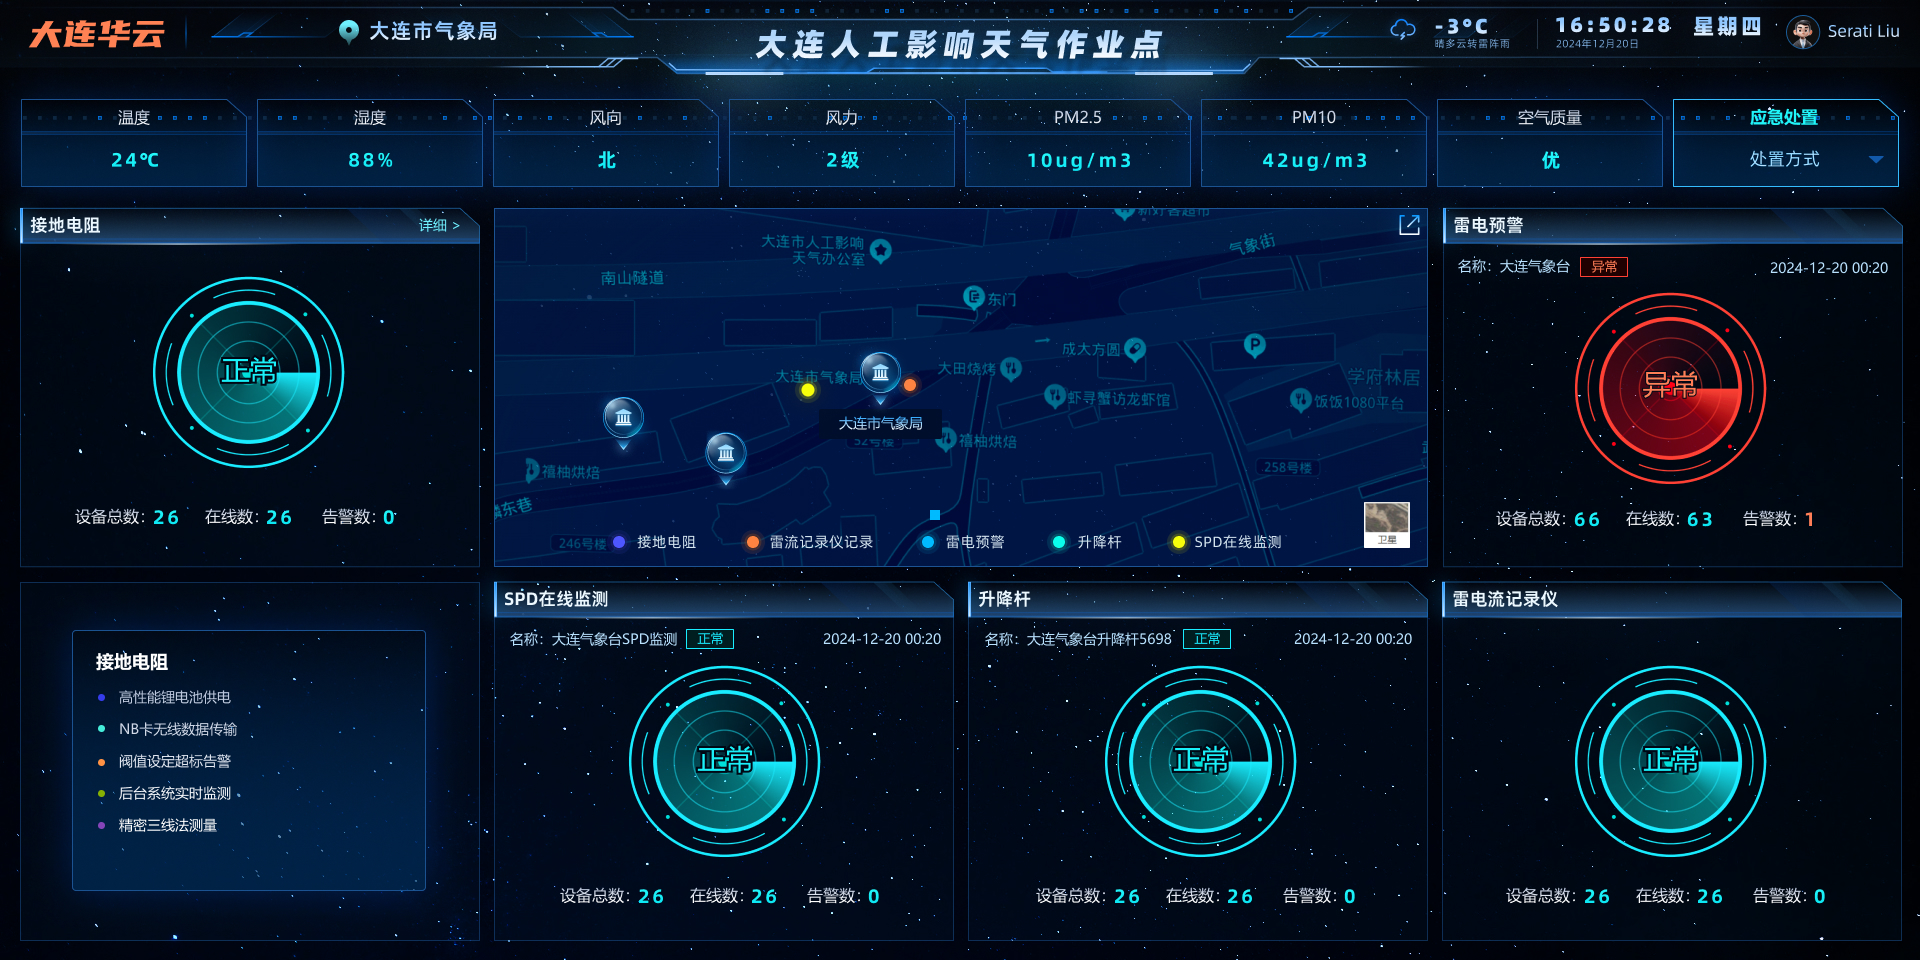 大连华云
大连市气象局
大连人工影响天气作业点
-3°C
晴多云转雷阵雨
16:50:28
2024年12月20日
星期四
Serati Liu
温度
24℃
湿度
88%
风向
北
风力
2级
PM2.5
10ug/m3
PM10
42ug/m3
空气质量
优
应急处置
处置方式
接地电阻
详细 >
正常
设备总数：26 在线数：26 告警数：0
新好客超市
大连市人工影响
天气办公室
气象街
南山隧道
东门
成大方圆
P
大田烧烤
大连市气象局
学府林居
虾寻蟹访龙虾馆
饭饭1080平台
大连市气象局
52号楼
禧柚烘焙
258号楼
禧柚烘焙
东巷
246号楼
接地电阻
雷流记录仪记录
雷电预警
升降杆
SPD在线监测
卫星
雷电预警
名称：大连气象台 异常 2024-12-20 00:20
异常
设备总数：66 在线数：63 告警数：1
接地电阻
高性能锂电池供电
NB卡无线数据传输
阀值设定超标告警
后台系统实时监测
精密三线法测量
SPD在线监测
名称：大连气象台SPD监测 正常 2024-12-20 00:20
正常
设备总数：26 在线数：26 告警数：0
升降杆
名称：大连气象台升降杆5698 正常 2024-12-20 00:20
正常
设备总数：26 在线数：26 告警数：0
雷电流记录仪
正常
设备总数：26 在线数：26 告警数：0